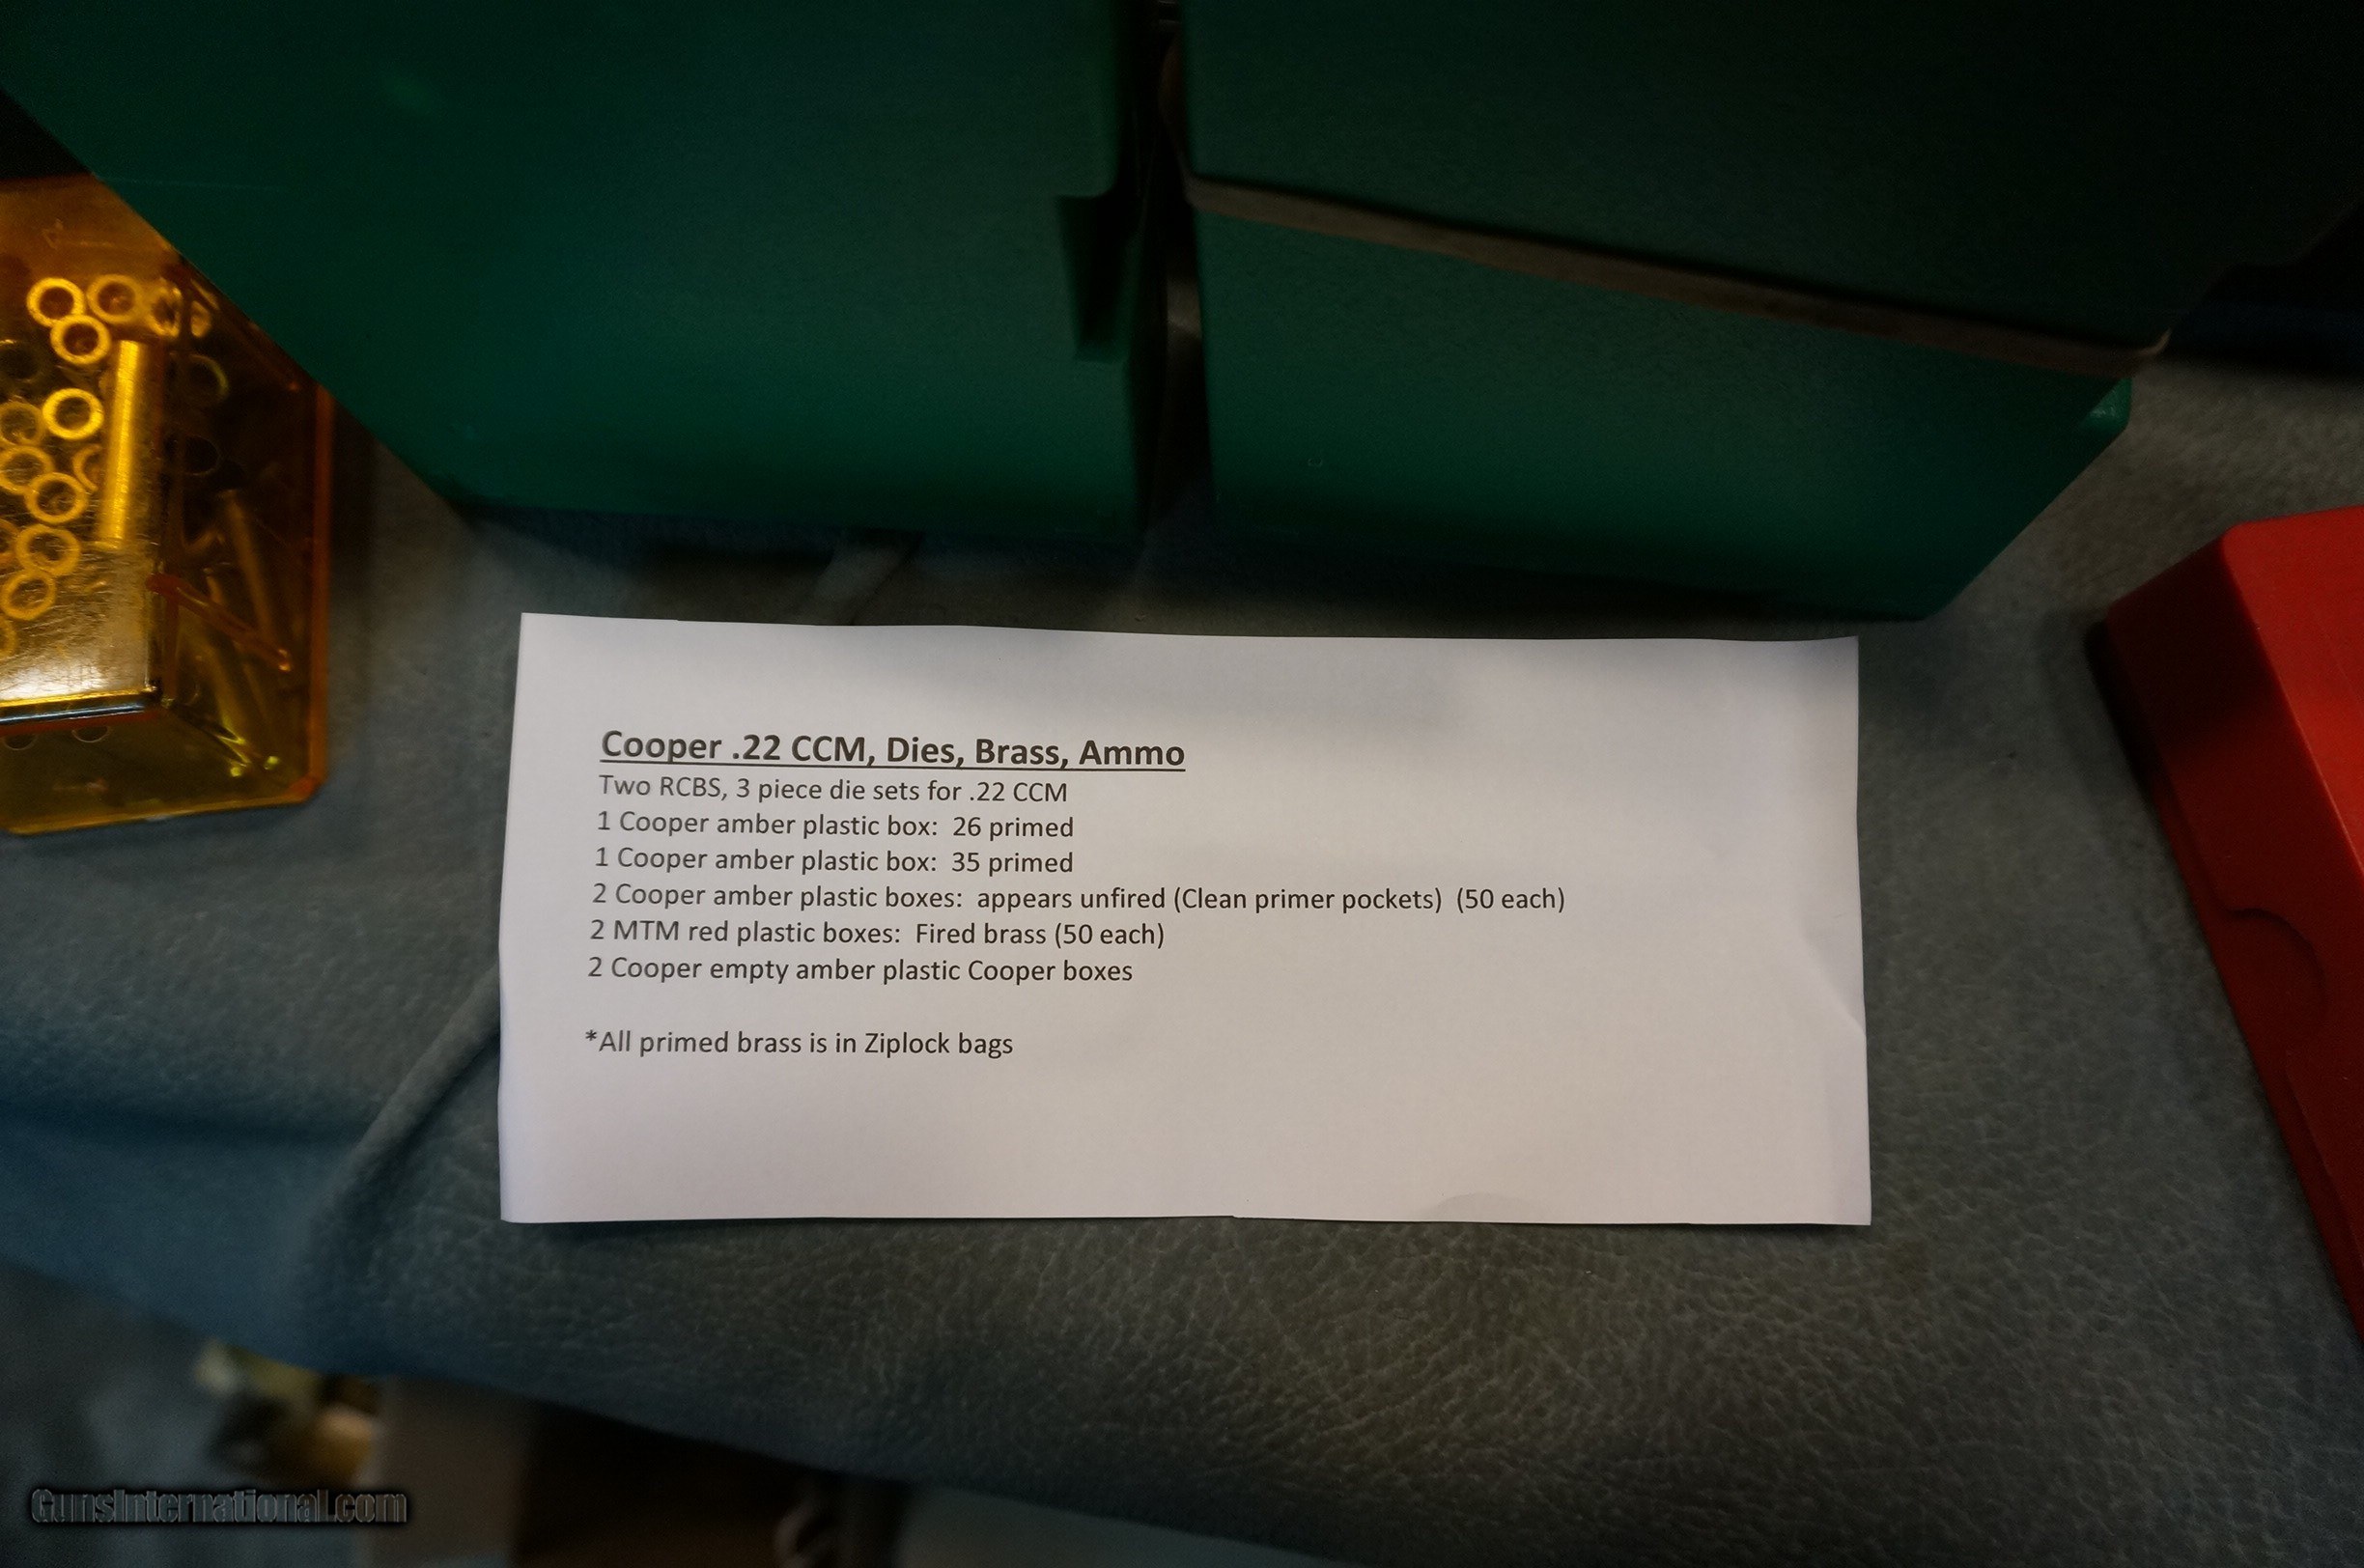 Cooper .22 CCM, Dies, Brass, Ammo
Two RCBS, 3 piece die sets for .22 CCM
1 Cooper amber plastic box:  26 primed
1 Cooper amber plastic box:  35 primed
2 Cooper amber plastic boxes:  appears unfired (Clean primer pockets)  (50 each)
2 MTM red plastic boxes:  Fired brass (50 each)
2 Cooper empty amber plastic Cooper boxes
*All primed brass is in Ziplock bags
GunsInternational.com